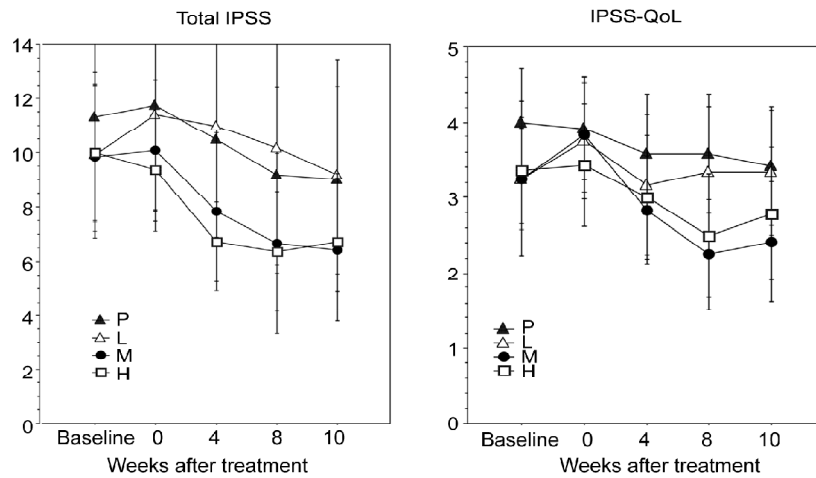 Total IPSS
14
12
10
8
6
4
2
0
P
L
M
H
Baseline 0 4 8 10
Weeks after treatment
IPSS-QoL
5
4
3
2
1
0
P
L
M
H
Baseline 0 4 8 10
Weeks after treatment